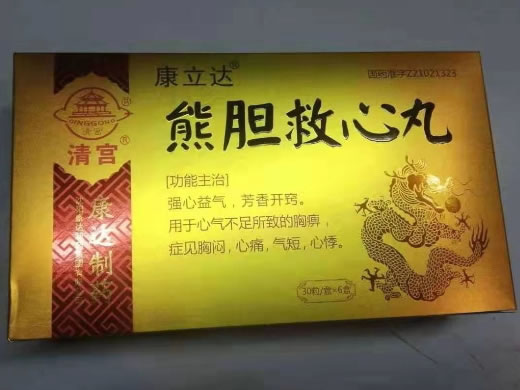 康立达®
国药准字Z21021323
QINGGONG
清宫®
熊胆救心丸
[功能主治]
强心益气，芳香开窍。
用于心气不足所致的胸痹，
症见胸闷，心痛，气短，心悸。
康达制药
30粒/盒×6盒